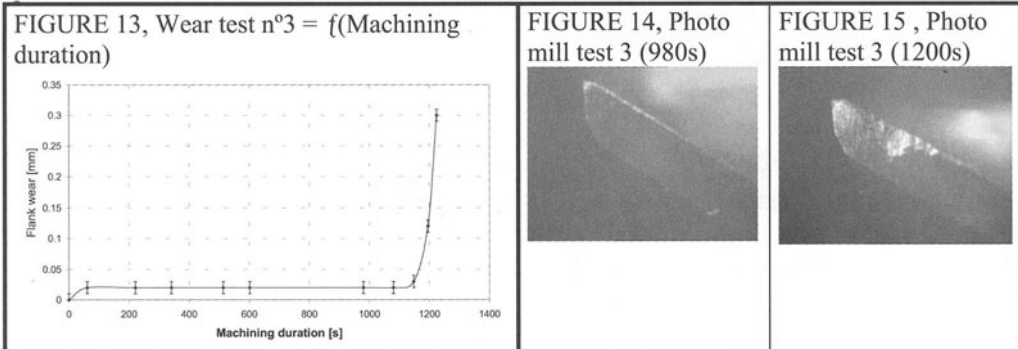 FIGURE 13, Wear test nº3 = f(Machining
duration)
0.35
0.3
0.25
0.2
0.15
0.1
0.05
0
Flank wear [mm]
0 200 400 600 800 1000 1200 1400
Machining duration [s]
FIGURE 14, Photo
mill test 3 (980s)
FIGURE 15 , Photo
mill test 3 (1200s)